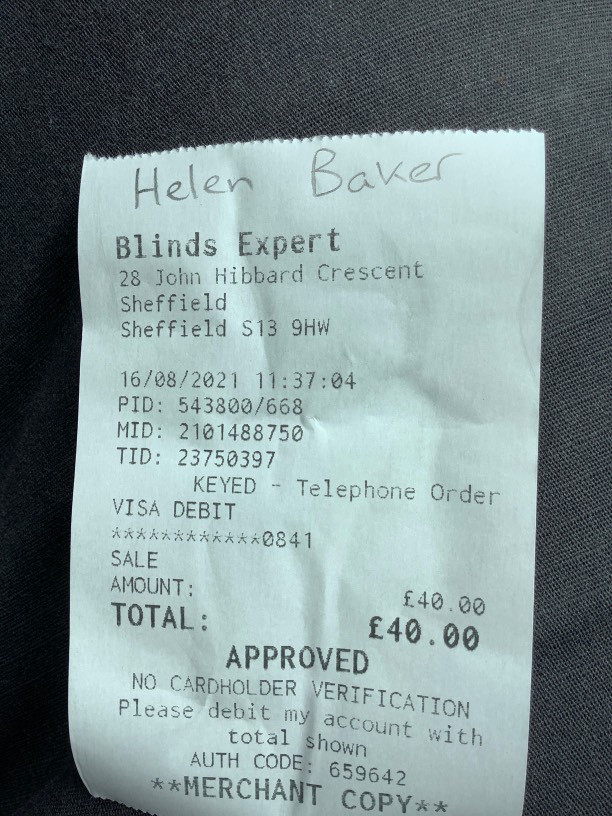 Helen Baker
Blinds Expert
28 John Hibbard Crescent
Sheffield
Sheffield S13 9HW
16/08/2021 11:37:04
PID: 543800/668
MID: 2101488750
TID: 23750397
KEYED - Telephone Order
VISA DEBIT
************0841
SALE
AMOUNT: £40.00
TOTAL: £40.00
APPROVED
NO CARDHOLDER VERIFICATION
Please debit my account with
total shown
AUTH CODE: 659642
**MERCHANT COPY**